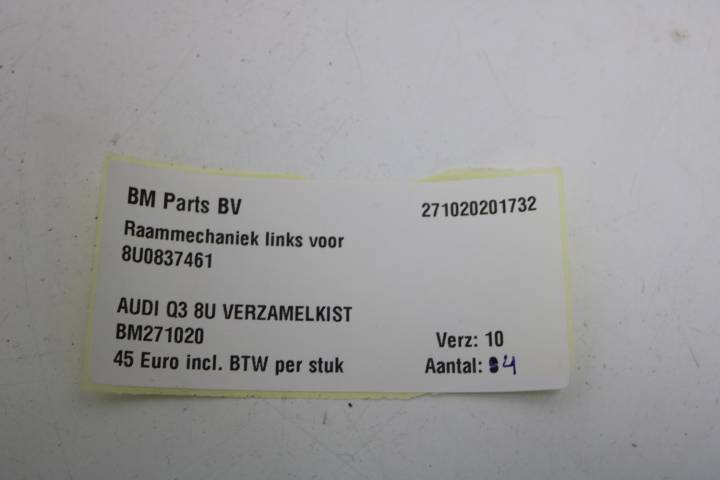 BM Parts BV 271020201732
Raammechaniek links voor
8U0837461
AUDI Q3 8U VERZAMELKIST
BM271020 Verz: 10
45 Euro incl. BTW per stuk Aantal: 4